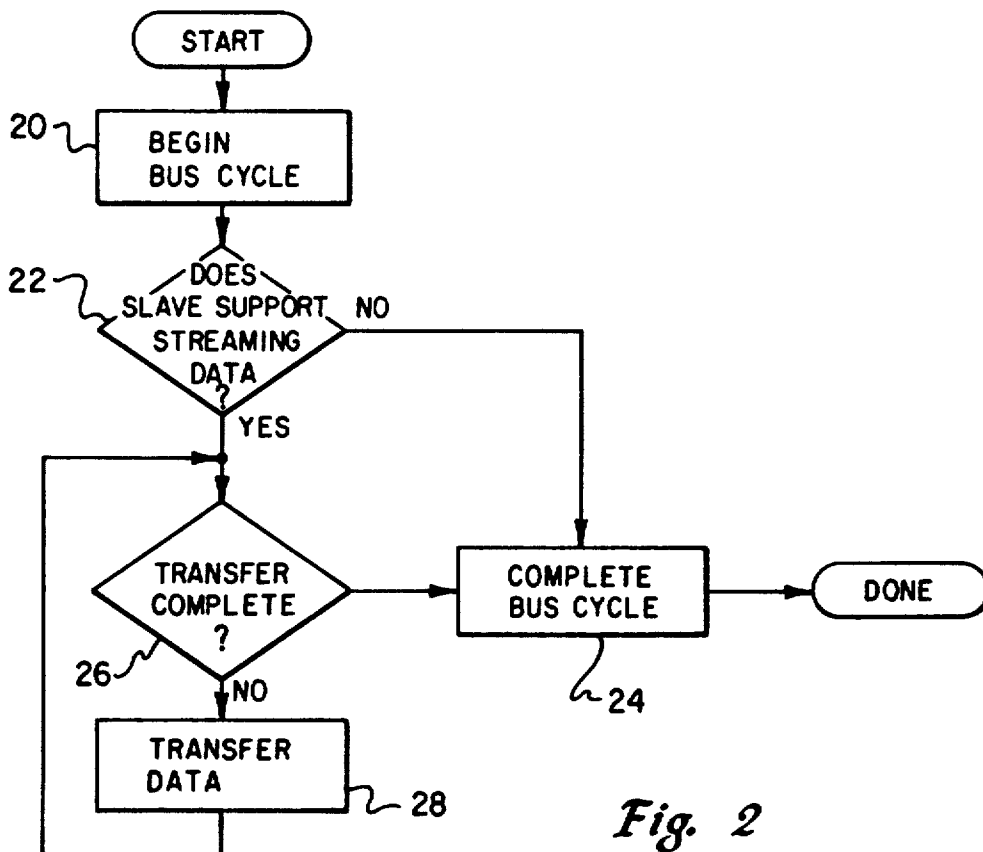 START
20
BEGIN
BUS CYCLE
22
DOES
SLAVE SUPPORT
STREAMING
DATA
?
NO
YES
TRANSFER
COMPLETE
?
26
COMPLETE
BUS CYCLE
24
DONE
NO
TRANSFER
DATA
28
Fig. 2